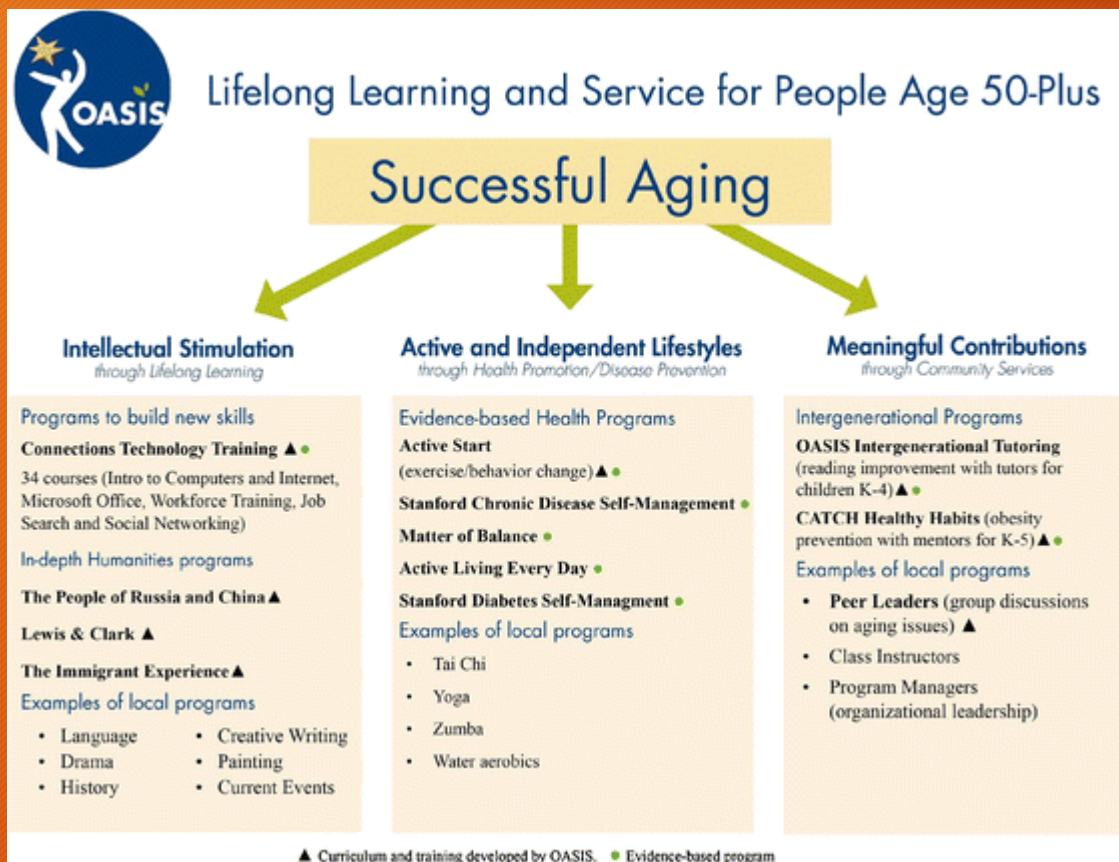 OASIS
Lifelong Learning and Service for People Age 50-Plus
Successful Aging
Intellectual Stimulation
through Lifelong Learning
Programs to build new skills
Connections Technology Training ▲ ●
34 courses (Intro to Computers and Internet,
Microsoft Office, Workforce Training, Job
Search and Social Networking)
In-depth Humanities programs
The People of Russia and China ▲
Lewis & Clark ▲
The Immigrant Experience ▲
Examples of local programs
• Language
• Drama
• History
• Creative Writing
• Painting
• Current Events
Active and Independent Lifestyles
through Health Promotion/Disease Prevention
Evidence-based Health Programs
Active Start
(exercise/behavior change) ▲ ●
Stanford Chronic Disease Self-Management ●
Matter of Balance ●
Active Living Every Day ●
Stanford Diabetes Self-Managment ●
Examples of local programs
• Tai Chi
• Yoga
• Zumba
• Water aerobics
Meaningful Contributions
through Community Services
Intergenerational Programs
OASIS Intergenerational Tutoring
(reading improvement with tutors for
children K-4) ▲ ●
CATCH Healthy Habits (obesity
prevention with mentors for K-5) ▲ ●
Examples of local programs
• Peer Leaders (group discussions
on aging issues) ▲
• Class Instructors
• Program Managers
(organizational leadership)
▲ Curriculum and training developed by OASIS. ● Evidence-based program